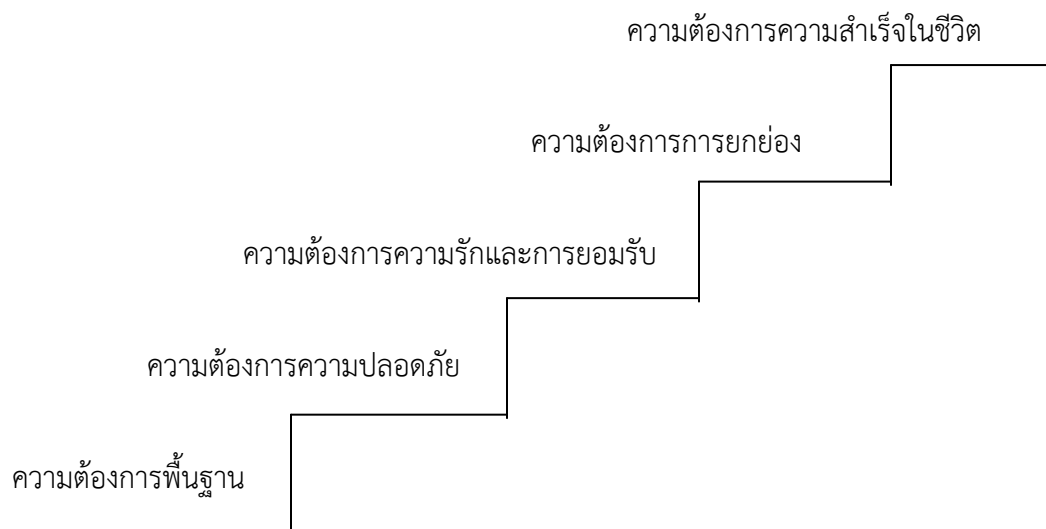 ความต้องการความสำเร็จในชีวิต
ความต้องการการยกย่อง
ความต้องการความรักและการยอมรับ
ความต้องการความปลอดภัย
ความต้องการพื้นฐาน